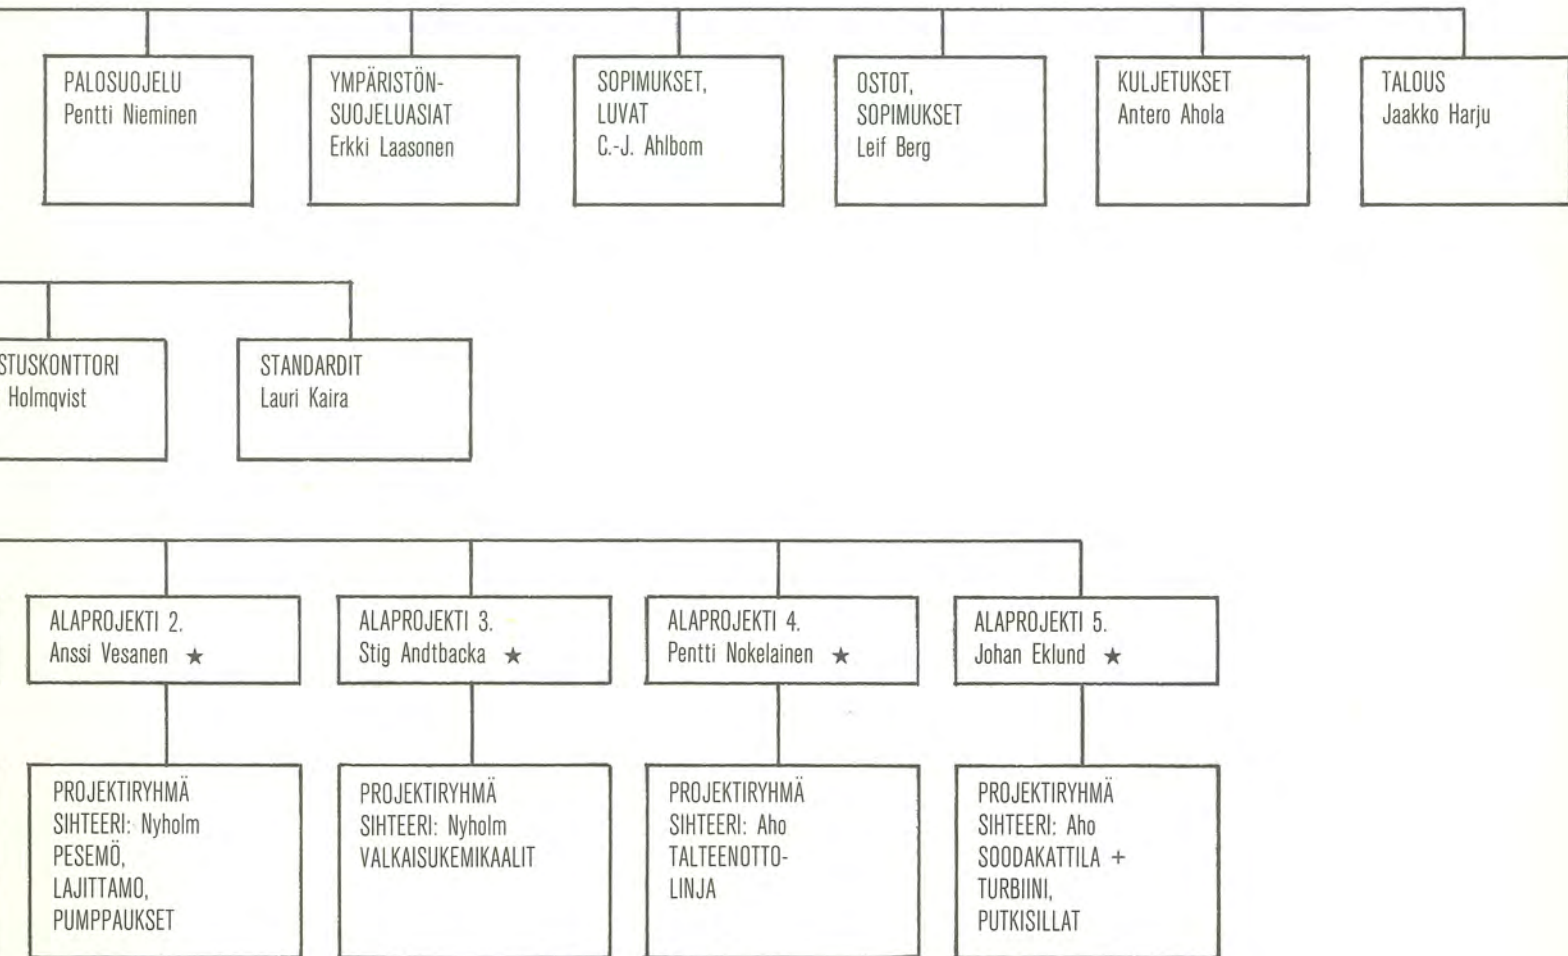 PALOSUOJELU
Pentti Nieminen
YMPÄRISTÖN-
SUOJELUASIAT
Erkki Laasonen
SOPIMUKSET,
LUVAT
C.-J. Ahlbom
OSTOT,
SOPIMUKSET
Leif Berg
KULJETUKSET
Antero Ahola
TALOUS
Jaakko Harju
STUSKONTTORI
Holmqvist
STANDARDIT
Lauri Kaira
ALAPROJEKTI 2.
Anssi Vesanen ★
ALAPROJEKTI 3.
Stig Andtbacka ★
ALAPROJEKTI 4.
Pentti Nokelainen ★
ALAPROJEKTI 5.
Johan Eklund ★
PROJEKTIRYHMÄ
SIHTEERI: Nyholm
PESEMÖ,
LAJITTAMO,
PUMPPAUKSET
PROJEKTIRYHMÄ
SIHTEERI: Nyholm
VALKAISUKEMIKAALIT
PROJEKTIRYHMÄ
SIHTEERI: Aho
TALTEENOTTO-
LINJA
PROJEKTIRYHMÄ
SIHTEERI: Aho
SOODAKATTILA +
TURBIINI,
PUTKISILLAT